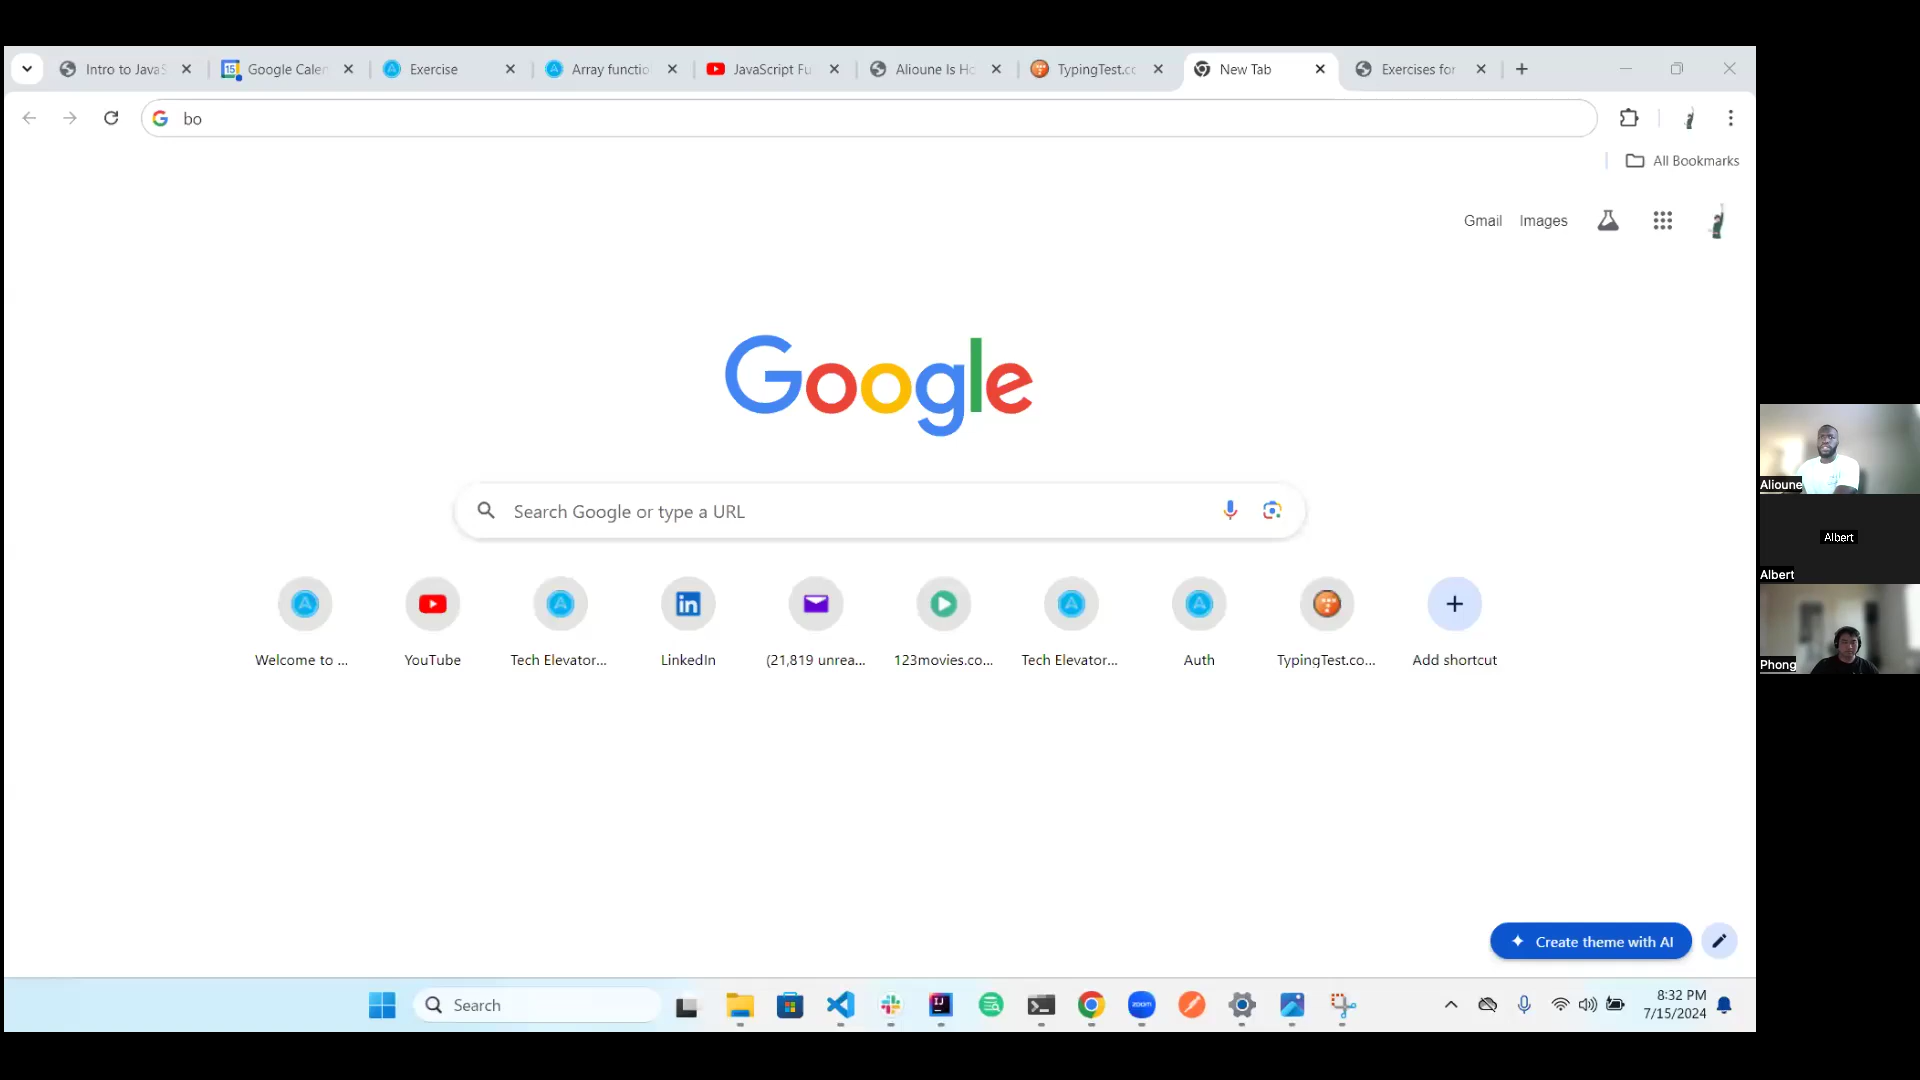 Intro to JavaS
Google Calen
Exercise
Array functio
JavaScript Fu
Alioune Is Ho
TypingTest.cc
New Tab
Exercises for
bo
All Bookmarks
Gmail
Images
Google
Search Google or type a URL
Welcome to ...
YouTube
Tech Elevator...
LinkedIn
(21,819 unrea...
123movies.co...
Tech Elevator...
Auth
TypingTest.co...
Add shortcut
Alioune
Albert
Albert
Phong
Create theme with AI
Search
zoom
8:32 PM
7/15/2024